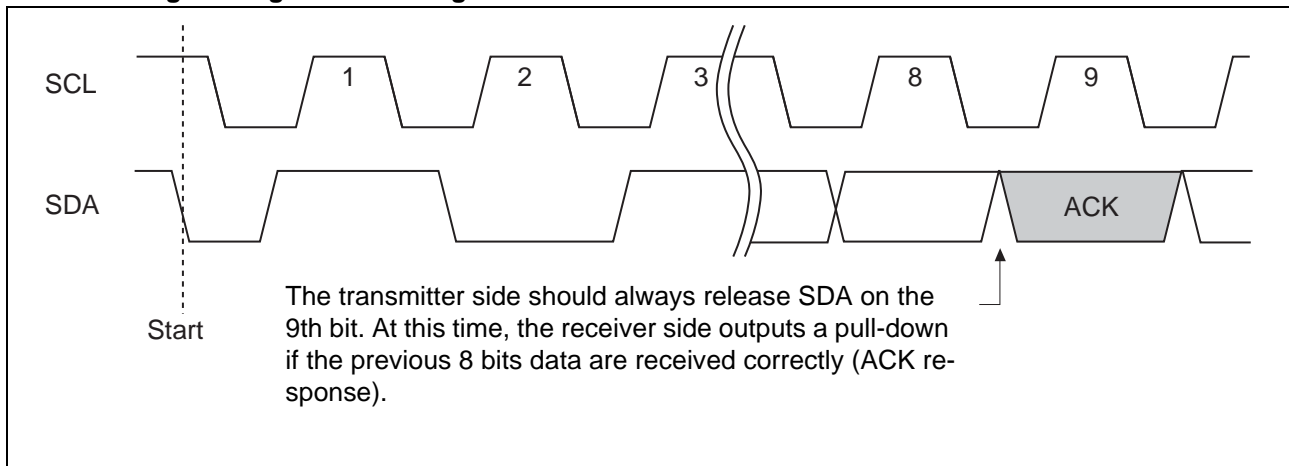 SCL
1 2 3 8 9
SDA
ACK
Start
The transmitter side should always release SDA on the
9th bit. At this time, the receiver side outputs a pull-down
if the previous 8 bits data are received correctly (ACK re-
sponse).